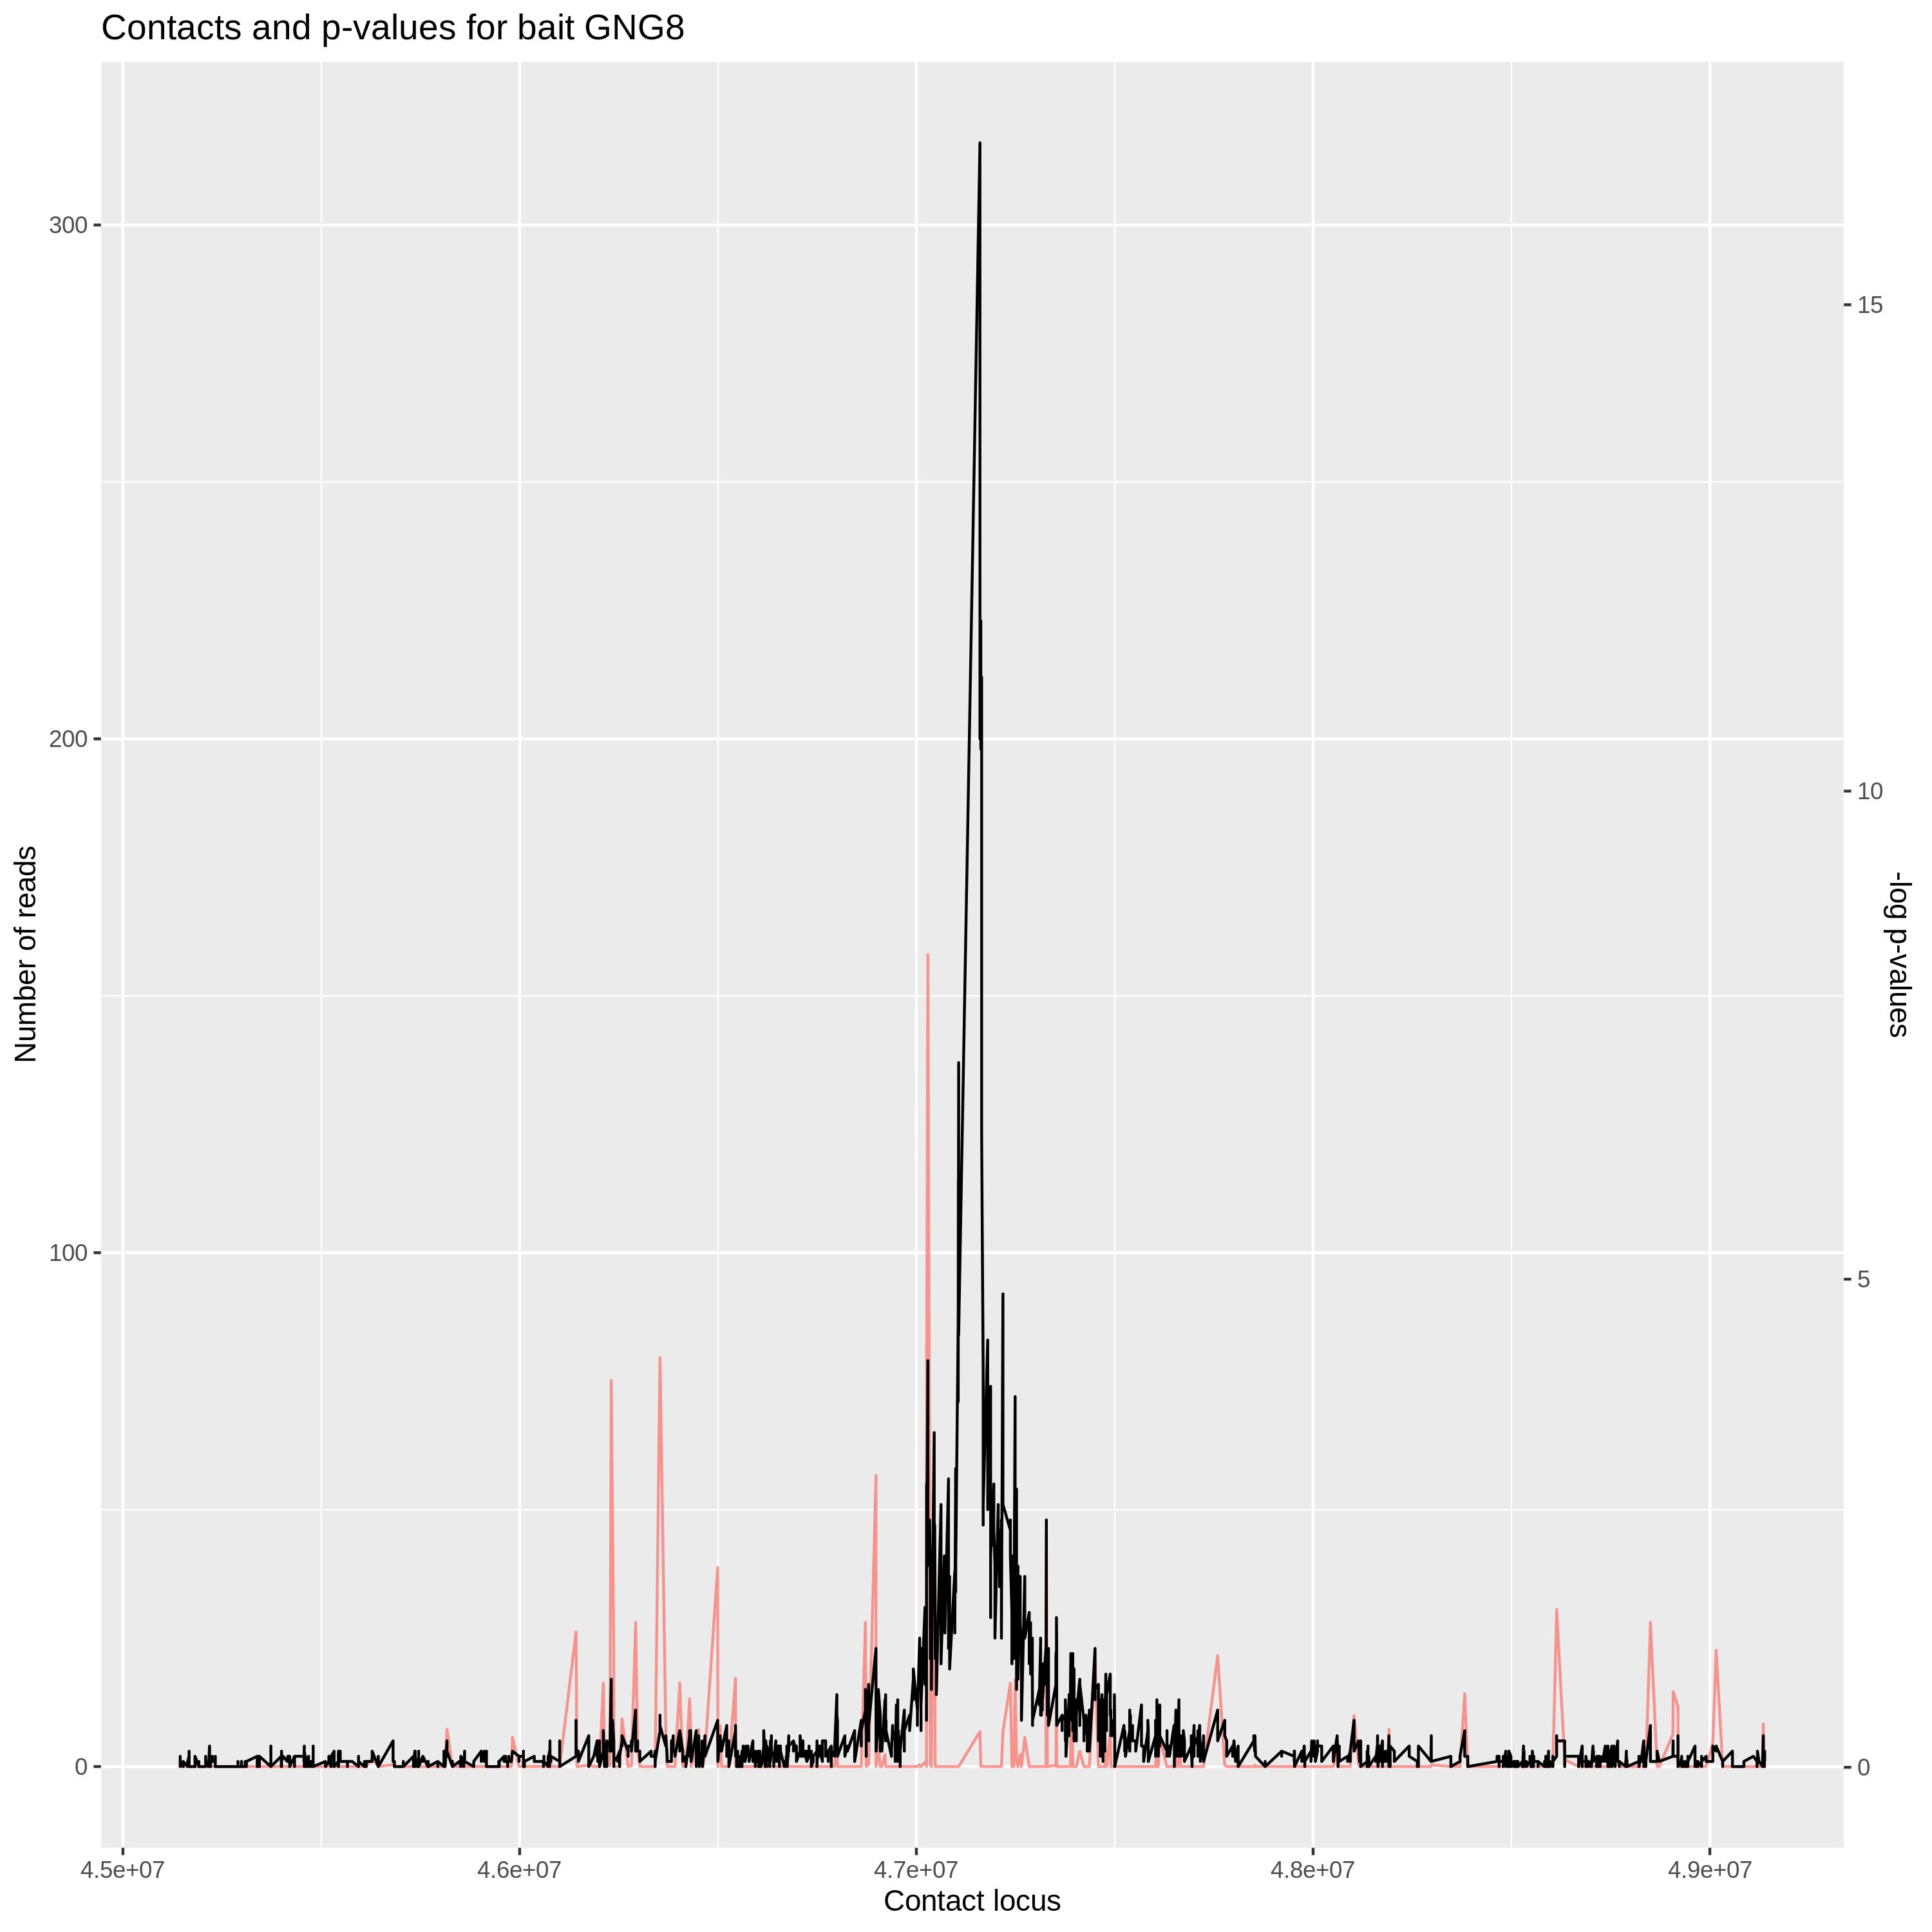 Contacts and p-values for bait GNG8
300
200
100
0
Number of reads
15
10
5
0
-log p-values
4.5e+07
4.6e+07
4.7e+07
4.8e+07
4.9e+07
Contact locus